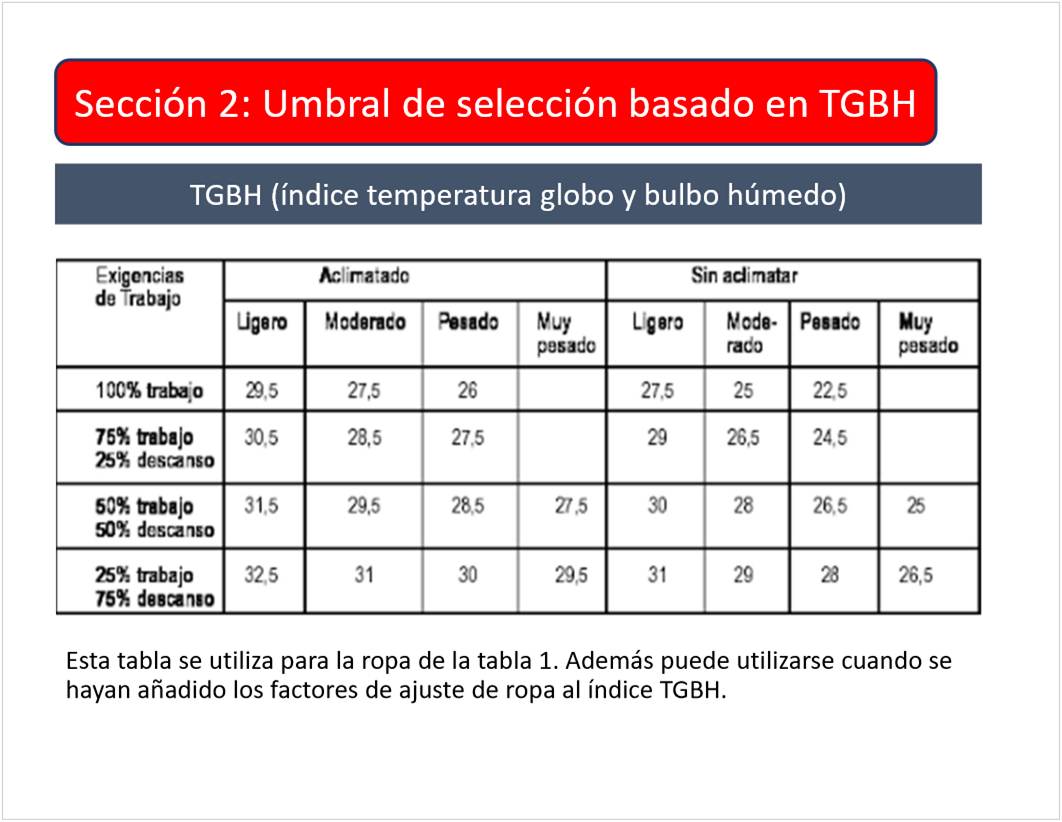 Sección 2: Umbral de selección basado en TGBH
TGBH (índice temperatura globo y bulbo húmedo)
Exigencias
de Trabajo
Aclimatado
Sin aclimatar
Ligero Moderado Pesado Muy pesado Ligero Mode-rado Pesado Muy pesado
100% trabajo 29,5 27,5 26 27,5 25 22,5
75% trabajo
25% descanso 30,5 28,5 27,5 29 26,5 24,5
50% trabajo
50% descanso 31,5 29,5 28,5 27,5 30 28 26,5 25
25% trabajo
75% descanso 32,5 31 30 29,5 31 29 28 26,5
Esta tabla se utiliza para la ropa de la tabla 1. Además puede utilizarse cuando se
hayan añadido los factores de ajuste de ropa al índice TGBH.